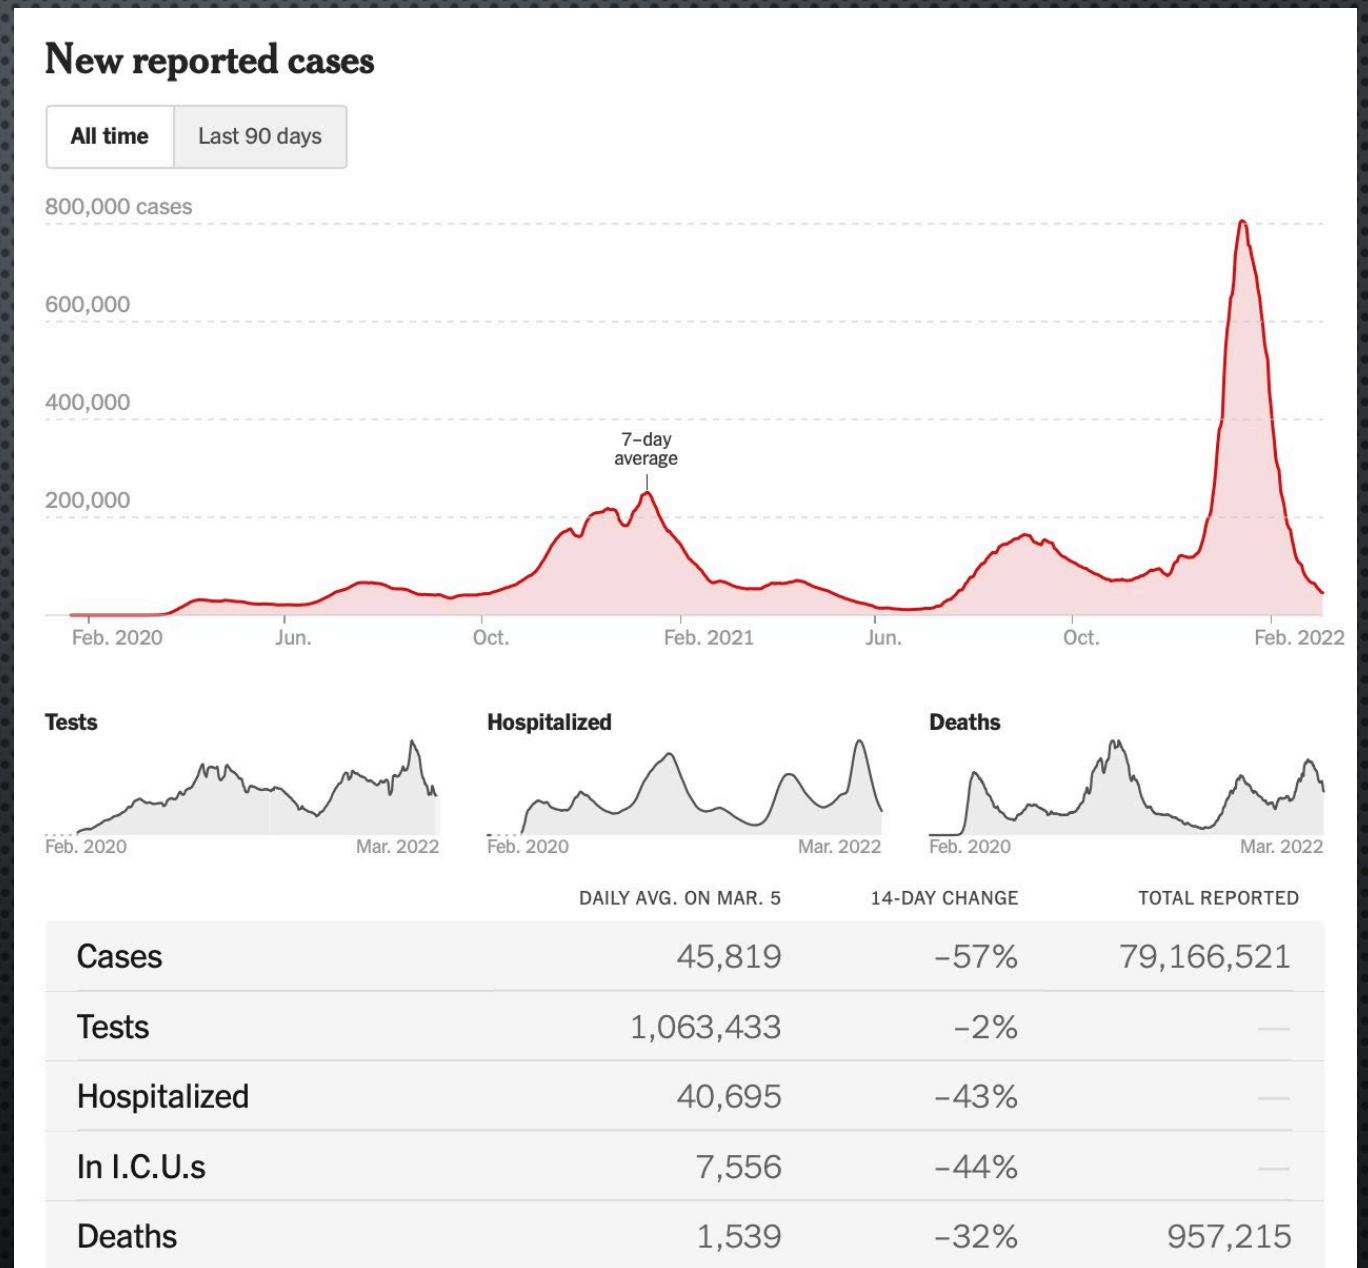 New reported cases
All time Last 90 days
800,000 cases
600,000
400,000
7–day
average
200,000
Feb. 2020 Jun. Oct. Feb. 2021 Jun. Oct. Feb. 2022
Tests Hospitalized Deaths
Feb. 2020 Mar. 2022 Feb. 2020 Mar. 2022 Feb. 2020 Mar. 2022
DAILY AVG. ON MAR. 5 14-DAY CHANGE TOTAL REPORTED
Cases 45,819 –57% 79,166,521
Tests 1,063,433 –2% —
Hospitalized 40,695 –43% —
In I.C.U.s 7,556 –44% —
Deaths 1,539 –32% 957,215